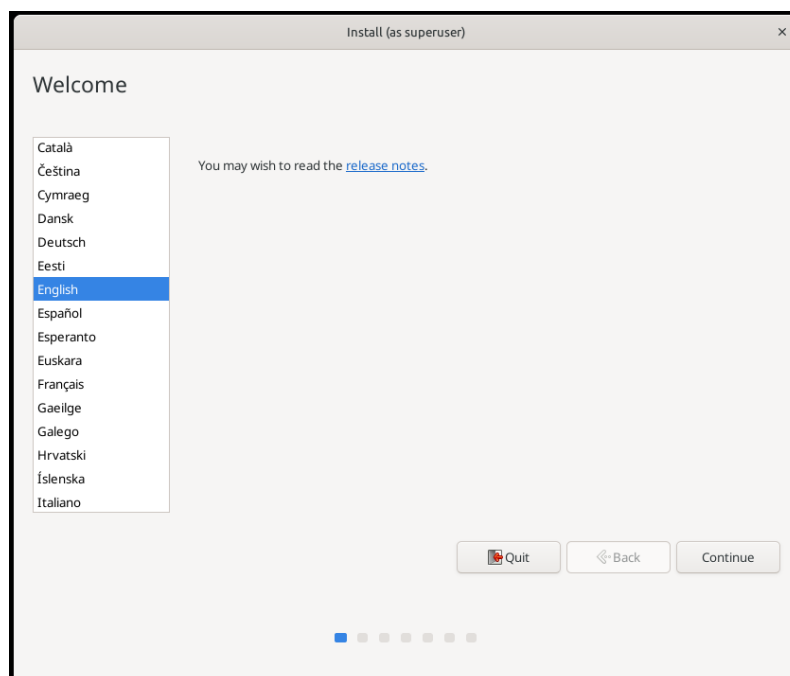 Install (as superuser)
×
Welcome
Català
Čeština
Cymraeg
Dansk
Deutsch
Eesti
English
Español
Esperanto
Euskara
Français
Gaeilge
Galego
Hrvatski
Íslenska
Italiano
You may wish to read the release notes.
Quit
Back
Continue